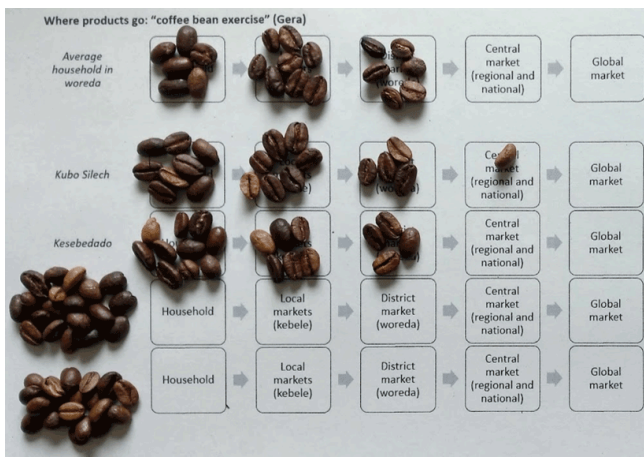 Where products go: "coffee bean exercise" (Gera)
Average
household in
woreda
Central
market
(regional and
national)
Global
market
Kubo Silech
Central
market
(regional and
national)
Global
market
Kesebedado
Central
market
(regional and
national)
Global
market
Household
Local
markets
(kebele)
District
market
(woreda)
Central
market
(regional and
national)
Global
market
Household
Local
markets
(kebele)
District
market
(woreda)
Central
market
(regional and
national)
Global
market